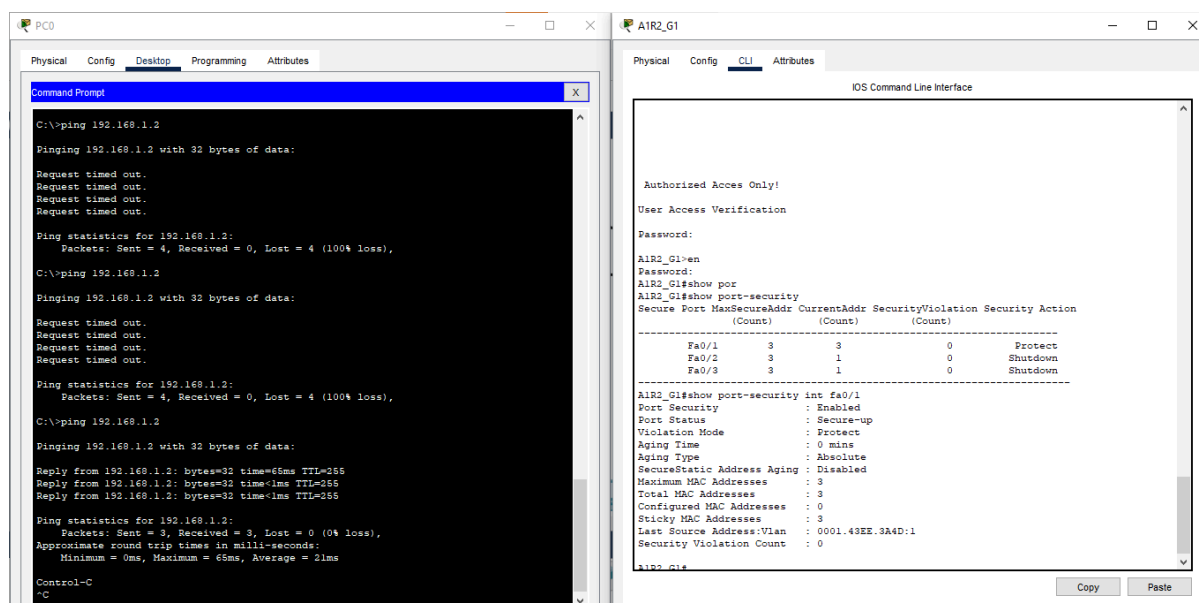 PC0
Physical Config Desktop Programming Attributes
Command Prompt X
C:\>ping 192.168.1.2
Pinging 192.168.1.2 with 32 bytes of data:
Request timed out.
Request timed out.
Request timed out.
Request timed out.
Ping statistics for 192.168.1.2:
Packets: Sent = 4, Received = 0, Lost = 4 (100% loss),
C:\>ping 192.168.1.2
Pinging 192.168.1.2 with 32 bytes of data:
Request timed out.
Request timed out.
Request timed out.
Request timed out.
Ping statistics for 192.168.1.2:
Packets: Sent = 4, Received = 0, Lost = 4 (100% loss),
C:\>ping 192.168.1.2
Pinging 192.168.1.2 with 32 bytes of data:
Reply from 192.168.1.2: bytes=32 time=65ms TTL=255
Reply from 192.168.1.2: bytes=32 time<1ms TTL=255
Reply from 192.168.1.2: bytes=32 time<1ms TTL=255
Ping statistics for 192.168.1.2:
Packets: Sent = 3, Received = 3, Lost = 0 (0% loss),
Approximate round trip times in milli-seconds:
Minimum = 0ms, Maximum = 65ms, Average = 21ms
Control-C
^C
A1R2_G1
Physical Config CLI Attributes
IOS Command Line Interface
Authorized Acces Only!
User Access Verification
Password:
A1R2_G1>en
Password:
A1R2_G1#show por
A1R2_G1#show port-security
Secure Port MaxSecureAddr CurrentAddr SecurityViolation Security Action
(Count) (Count) (Count)
--------------------------------------------------------------------
Fa0/1 3 3 0 Protect
Fa0/2 3 1 0 Shutdown
Fa0/3 3 1 0 Shutdown
----------------------------------------------------------------------
A1R2_G1#show port-security int fa0/1
Port Security : Enabled
Port Status : Secure-up
Violation Mode : Protect
Aging Time : 0 mins
Aging Type : Absolute
SecureStatic Address Aging : Disabled
Maximum MAC Addresses : 3
Total MAC Addresses : 3
Configured MAC Addresses : 0
Sticky MAC Addresses : 3
Last Source Address:Vlan : 0001.43EE.3A4D:1
Security Violation Count : 0
A1R2_G1#
Copy Paste